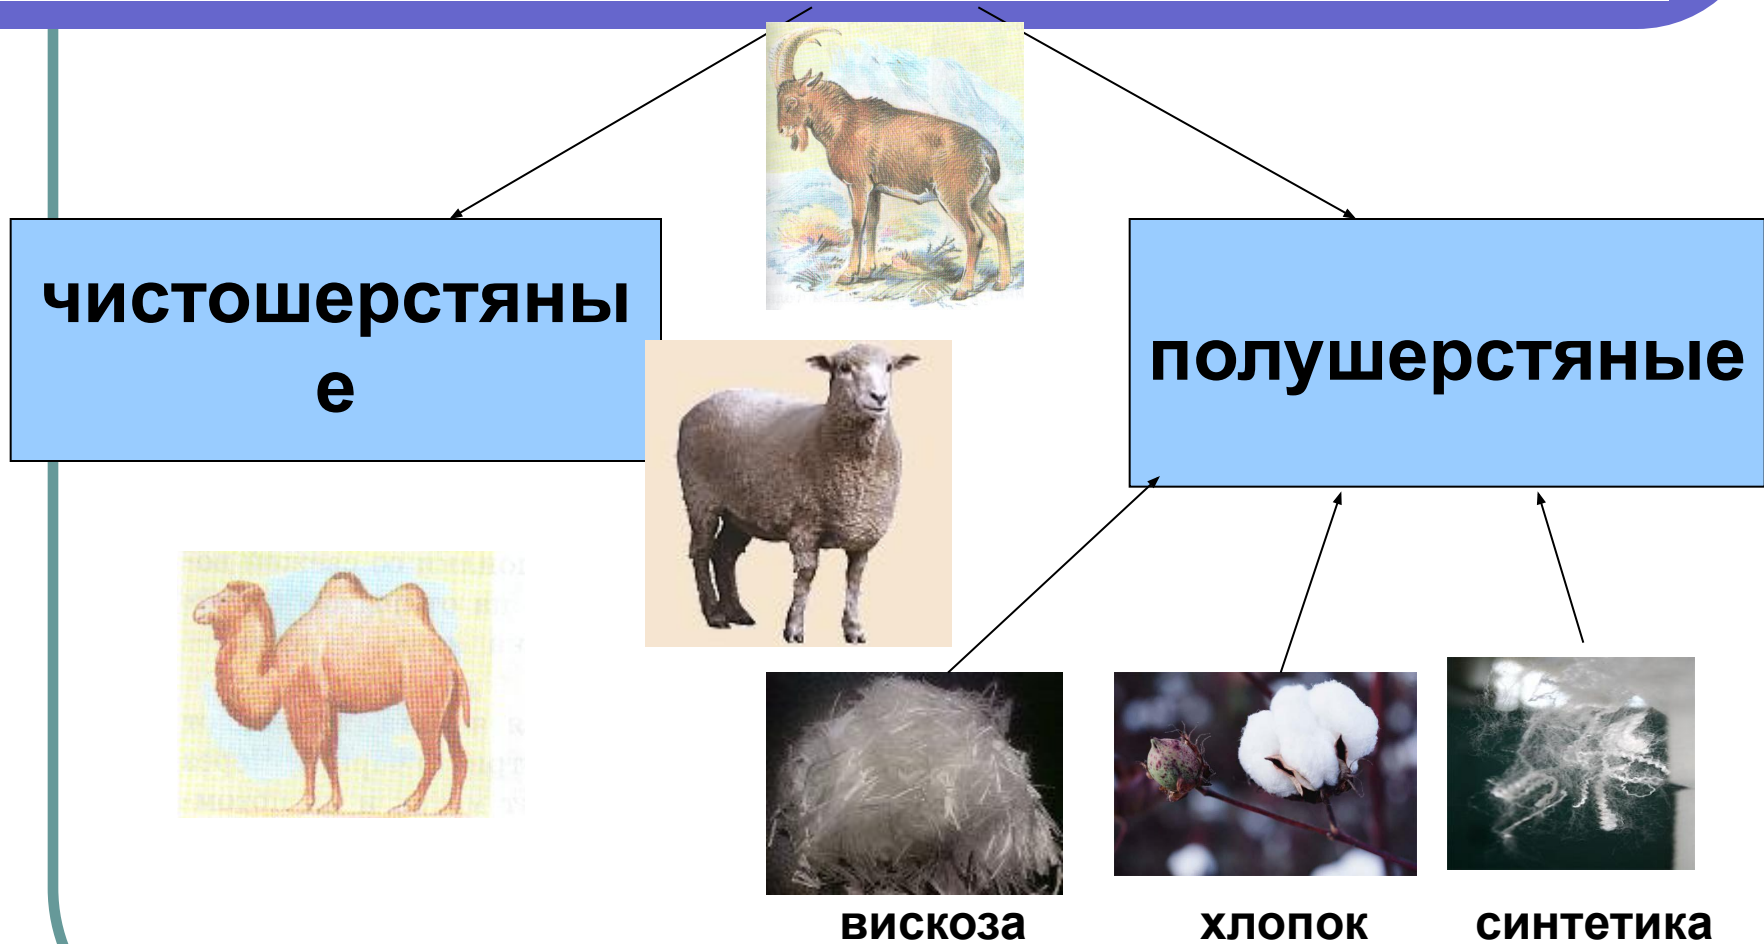 чистошерстяны
е
полушерстяные
вискоза
хлопок
синтетика